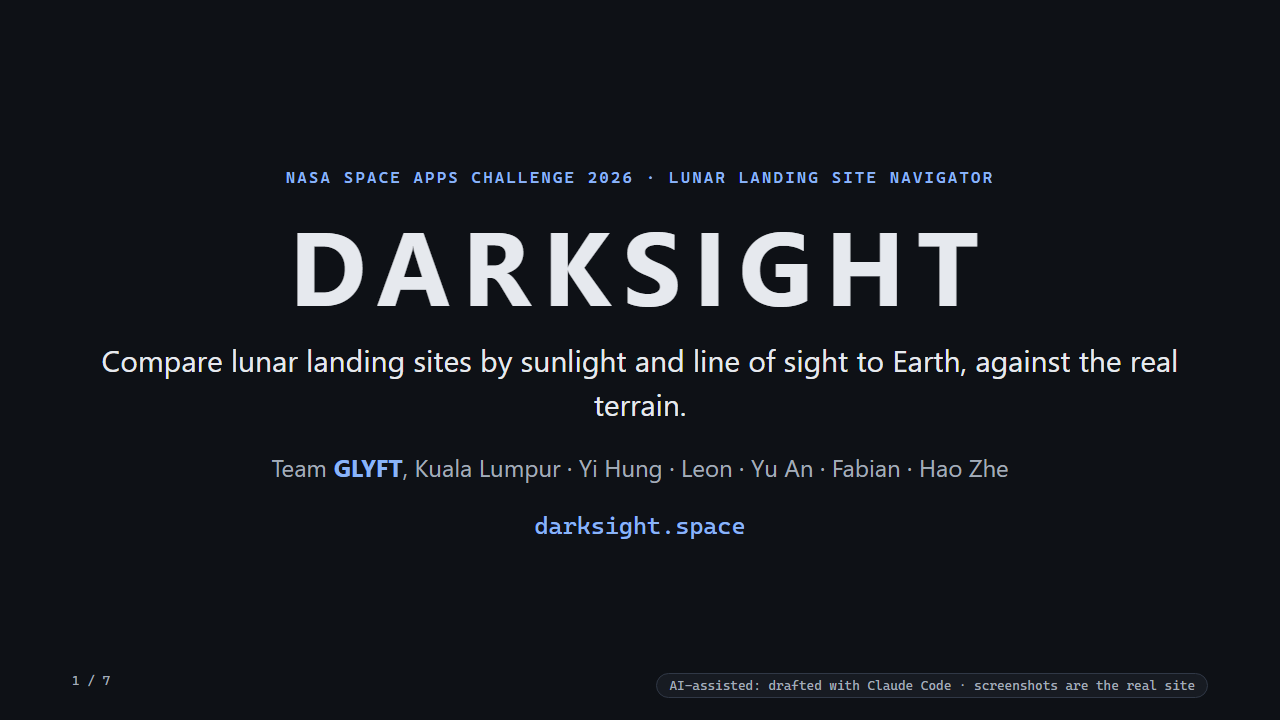 NASA SPACE APPS CHALLENGE 2026 · LUNAR LANDING SITE NAVIGATOR
DARKSIGHT
Compare lunar landing sites by sunlight and line of sight to Earth, against the real
terrain.
Team GLYFT, Kuala Lumpur · Yi Hung · Leon · Yu An · Fabian · Hao Zhe
darksight.space
1 / 7
AI-assisted: drafted with Claude Code · screenshots are the real site